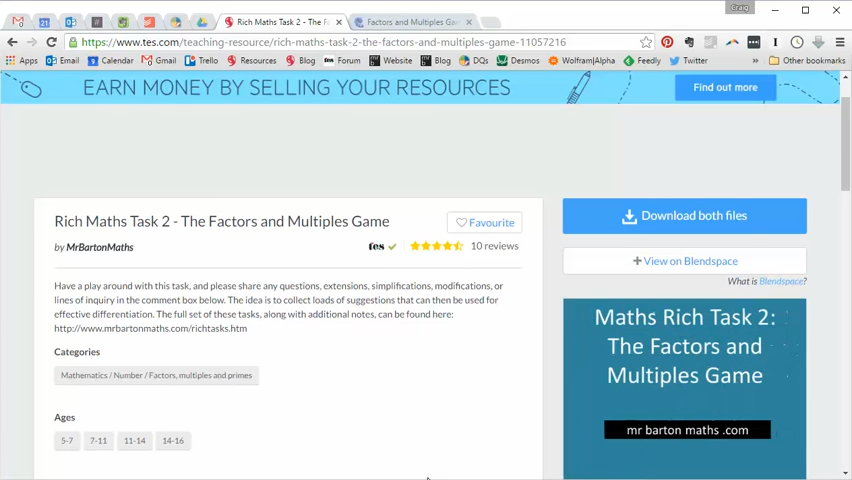 Craig
Rich Maths Task 2 - The Fa
Factors and Multiples Gam
https://www.tes.com/teaching-resource/rich-maths-task-2-the-factors-and-multiples-game-11057216
Apps Email Calendar Gmail Trello Resources Blog Forum Website Blog DQs Desmos Wolfram|Alpha Feedly Twitter Other bookmarks
EARN MONEY BY SELLING YOUR RESOURCES
Find out more
Rich Maths Task 2 - The Factors and Multiples Game
Favourite
by MrBartonMaths
tes
10 reviews
Have a play around with this task, and please share any questions, extensions, simplifications, modifications, or
lines of inquiry in the comment box below. The idea is to collect loads of suggestions that can then be used for
effective differentiation. The full set of these tasks, along with additional notes, can be found here:
http://www.mrbartonmaths.com/richtasks.htm
Categories
Mathematics / Number / Factors, multiples and primes
Ages
5-7 7-11 11-14 14-16
Download both files
+ View on Blendspace
What is Blendspace?
Maths Rich Task 2:
The Factors and
Multiples Game
mr barton maths .com